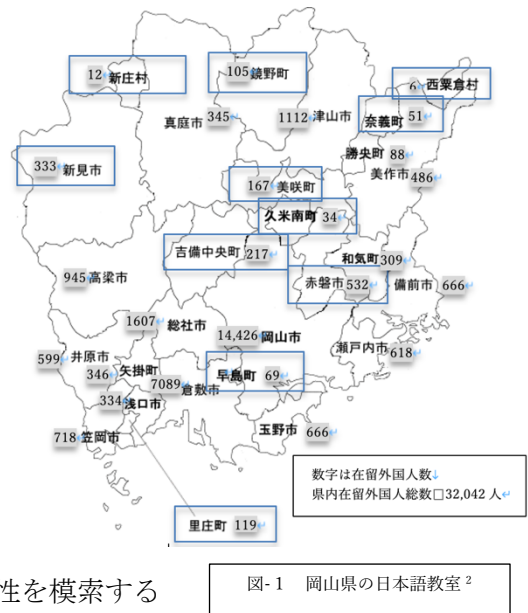 12 新庄村
105 鏡野町
6 西粟倉村
真庭市 345
1112 津山市
奈義町 51
勝央町 88
美作市 486
333 新見市
167 美咲町
久米南町 34
吉備中央町 217
和気町 309
945 高梁市
赤磐市 532
備前市 666
1607 総社市
14,426 岡山市
瀬戸内市 618
599 井原市
346 矢掛町
7089 倉敷市
早島町 69
334 浅口市
718 笠岡市
玉野市 666
数字は在留外国人数↓
県内在留外国人総数□32,042 人↵
里庄町 119
性を模索する
図-1 岡山県の日本語教室 2